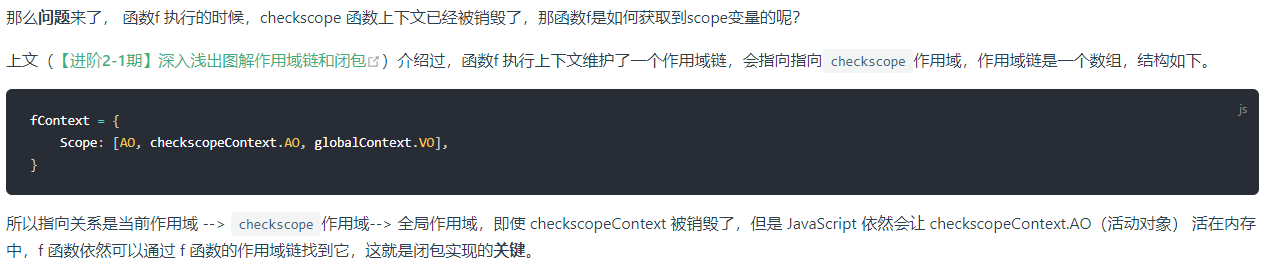 那么问题来了， 函数f 执行的时候，checkscope 函数上下文已经被销毁了，那函数f是如何获取到scope变量的呢？
上文（【进阶2-1期】深入浅出图解作用域链和闭包）介绍过，函数f 执行上下文维护了一个作用域链，会指向指向 checkscope 作用域，作用域链是一个数组，结构如下。
js
fContext = {
    Scope: [AO, checkscopeContext.AO, globalContext.VO],
}
所以指向关系是当前作用域 --> checkscope 作用域--> 全局作用域，即使 checkscopeContext 被销毁了，但是 JavaScript 依然会让 checkscopeContext.AO（活动对象） 活在内存
中，f 函数依然可以通过 f 函数的作用域链找到它，这就是闭包实现的关键。